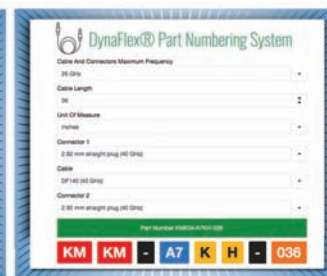 DynaFlex® Part Numbering System
Cable And Connectors Maximum Frequency
26 GHz
Cable Length
36
Unit Of Measure
Inches
Connector 1
2.92 mm straight plug (40 GHz)
Cable
DF140 (40 GHz)
Connector 2
2.92 mm straight plug (40 GHz)
Part Number
KM KM - A7 K H - 036